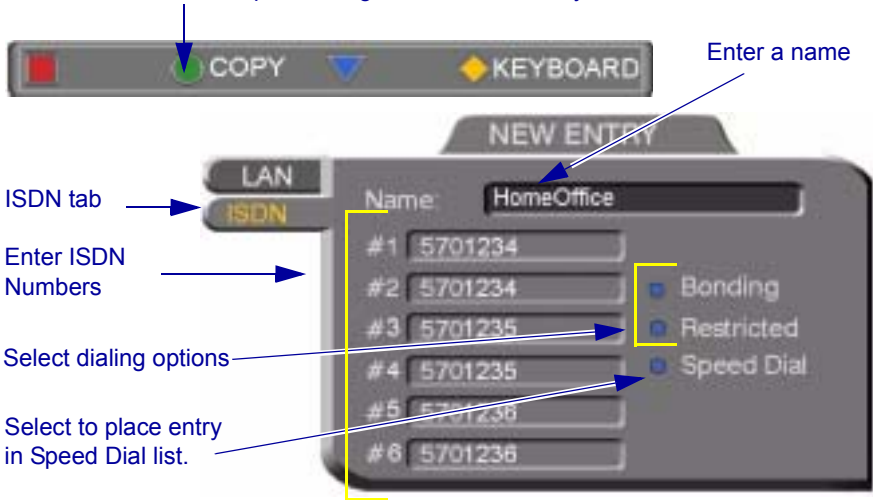 COPY KEYBOARD
Enter a name
NEW ENTRY
LAN
ISDN tab
ISDN
Name: HomeOffice
Enter ISDN
Numbers
#1 5701234
#2 5701234
#3 5701235
#4 5701235
#5 5701236
#6 5701236
Bonding
Restricted
Speed Dial
Select dialing options
Select to place entry
in Speed Dial list.